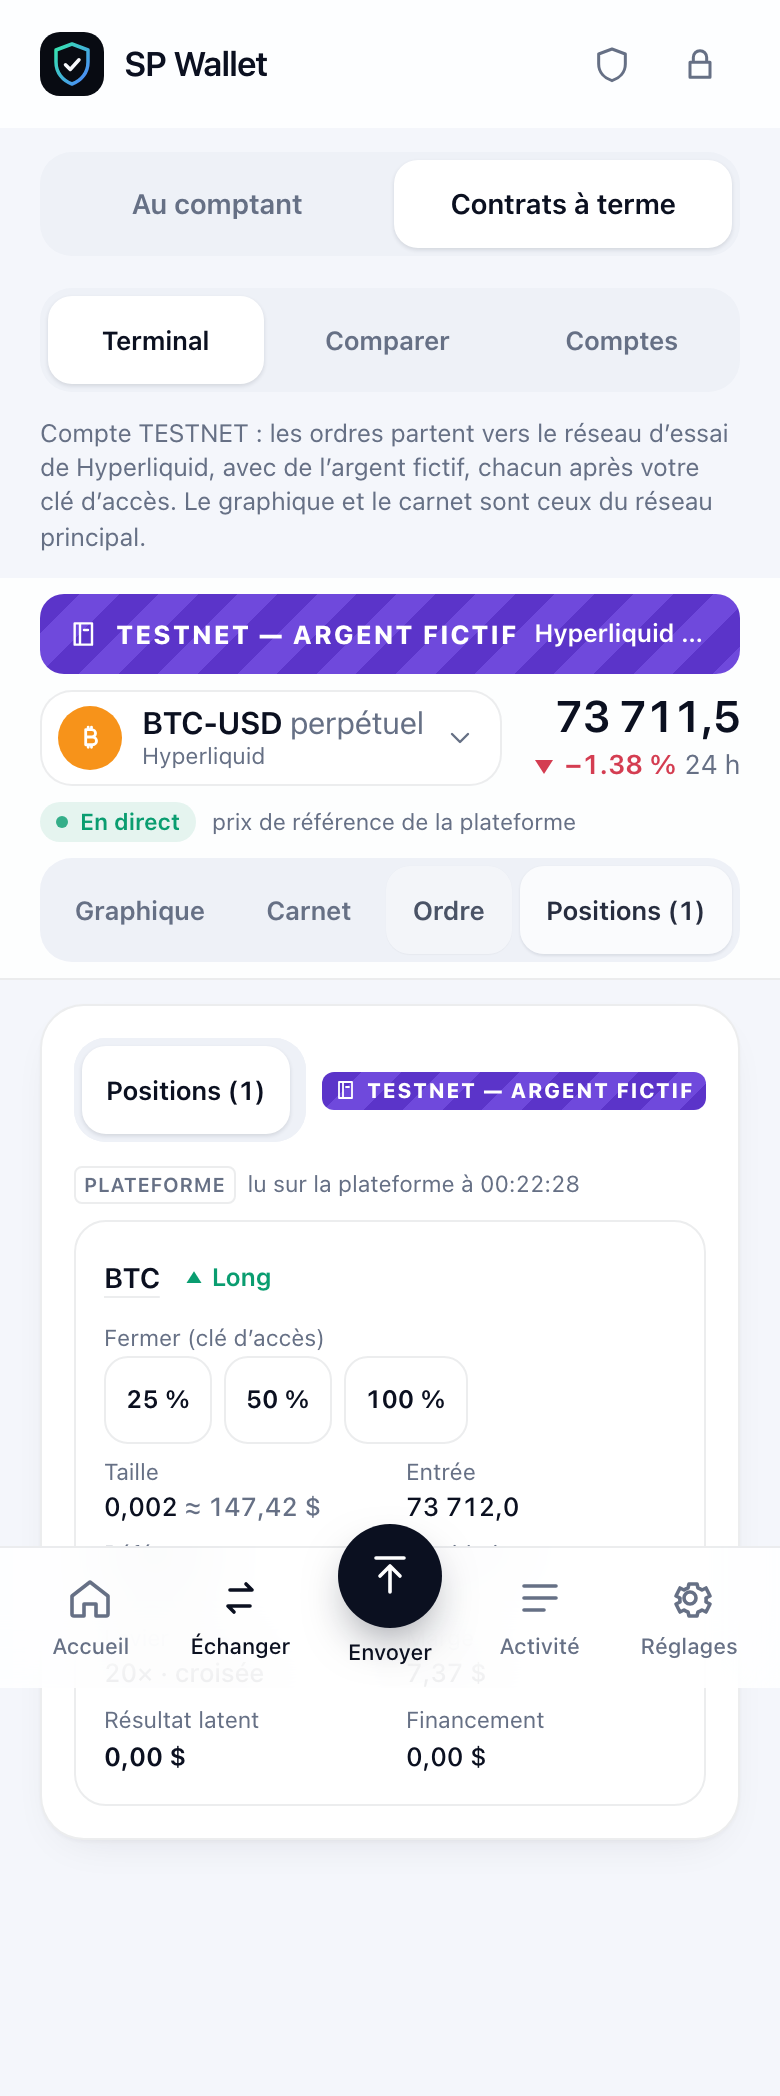 SP Wallet
Au comptant
Contrats à terme
Terminal
Comparer
Comptes
Compte TESTNET : les ordres partent vers le réseau d’essai
de Hyperliquid, avec de l’argent fictif, chacun après votre
clé d’accès. Le graphique et le carnet sont ceux du réseau
principal.
TESTNET — ARGENT FICTIF Hyperliquid ...
BTC-USD perpétuel
Hyperliquid
73 711,5
−1.38 % 24 h
En direct
prix de référence de la plateforme
Graphique
Carnet
Ordre
Positions (1)
Positions (1)
TESTNET — ARGENT FICTIF
PLATEFORME lu sur la plateforme à 00:22:28
BTC
Long
Fermer (clé d’accès)
25 %
50 %
100 %
Taille
0,002 ≈ 147,42 $
Entrée
73 712,0
Accueil
Échanger
Envoyer
Activité
Réglages
20× · croisée
7,37 $
Résultat latent
0,00 $
Financement
0,00 $